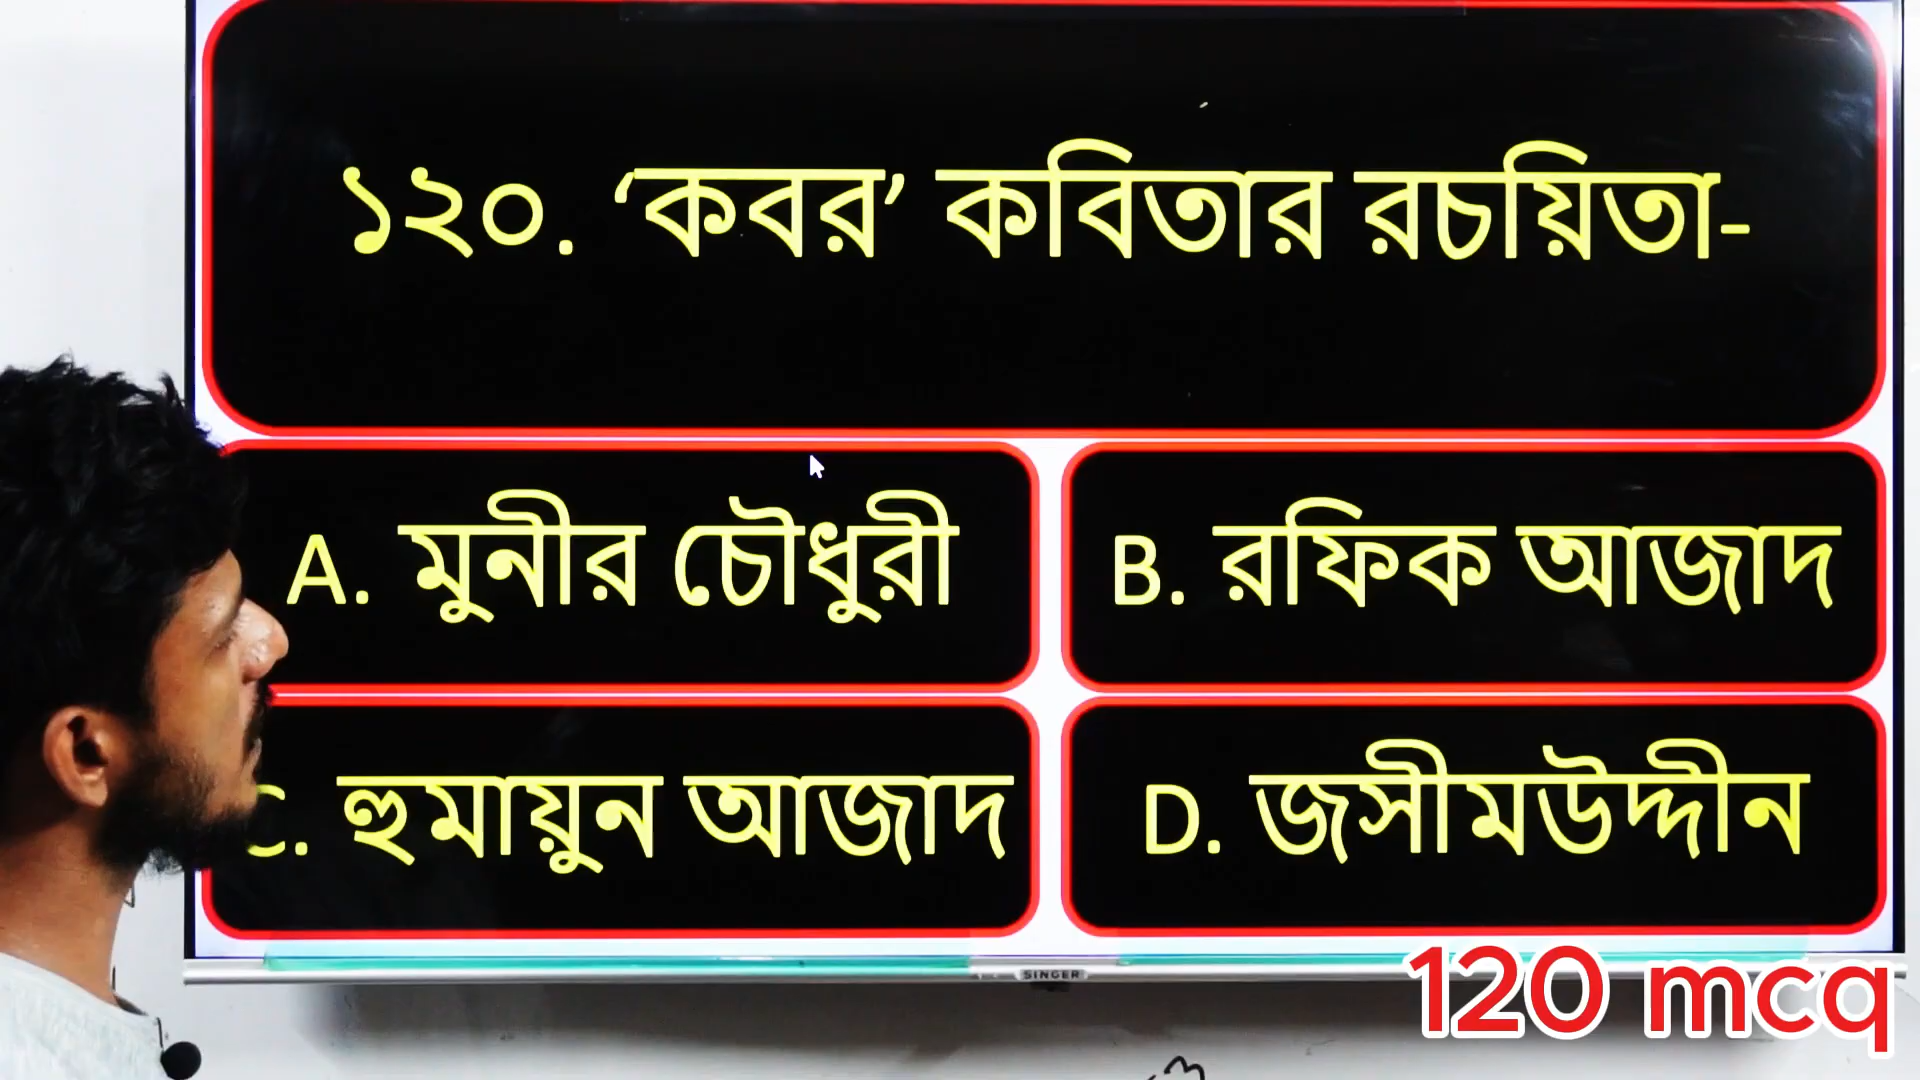 ১২০. ‘কবর’ কবিতার রচয়িতা-
A. মুনীর চৌধুরী
B. রফিক আজাদ
C. হুমায়ুন আজাদ
D. জসীমউদ্দীন
SINGER
120 mcq